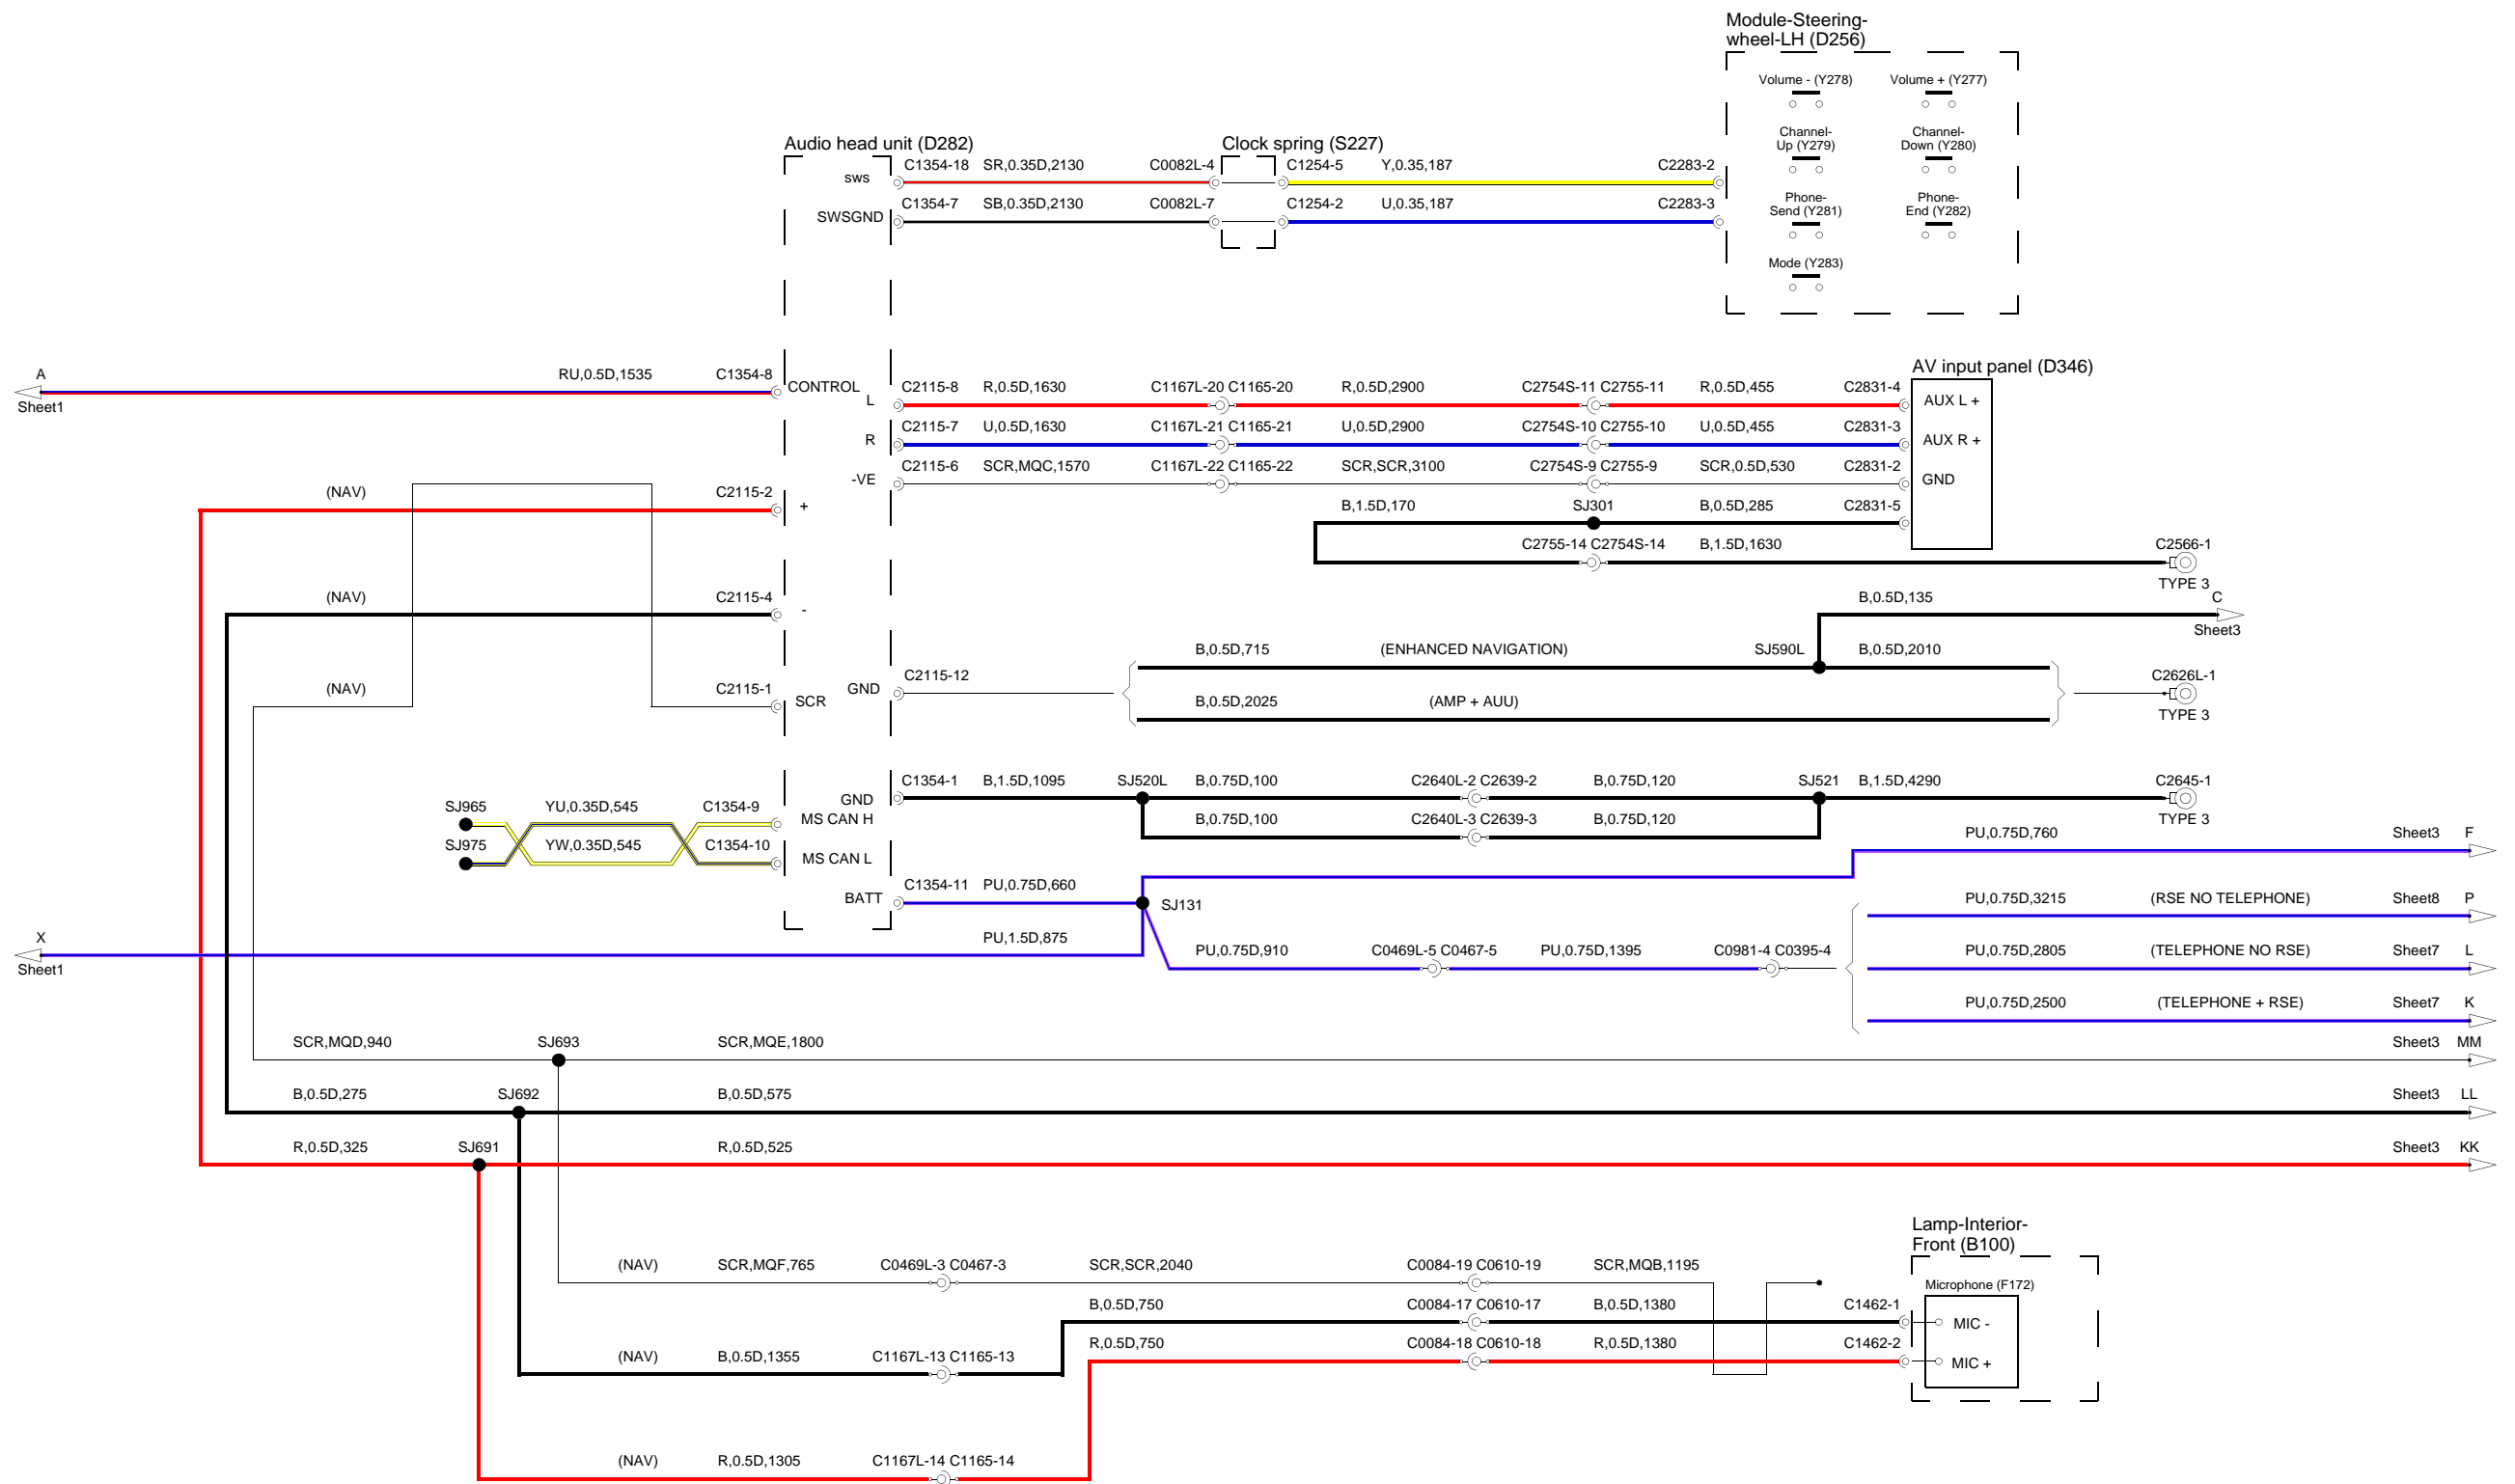 Module-Steering-
wheel-LH (D256)
Volume - (Y278) Volume + (Y277)
Channel-
Up (Y279)
Channel-
Down (Y280)
Phone-
Send (Y281)
Phone-
End (Y282)
Mode (Y283)
Audio head unit (D282)
Clock spring (S227)
sws C1354-18 SR,0.35D,2130 C0082L-4 C1254-5 Y,0.35,187 C2283-2
SWSGND C1354-7 SB,0.35D,2130 C0082L-7 C1254-2 U,0.35,187 C2283-3
AV input panel (D346)
A
Sheet1
RU,0.5D,1535 C1354-8 CONTROL
L C2115-8 R,0.5D,1630 C1167L-20 C1165-20 R,0.5D,2900 C2754S-11 C2755-11 R,0.5D,455 C2831-4 AUX L +
R C2115-7 U,0.5D,1630 C1167L-21 C1165-21 U,0.5D,2900 C2754S-10 C2755-10 U,0.5D,455 C2831-3 AUX R +
-VE C2115-6 SCR,MQC,1570 C1167L-22 C1165-22 SCR,SCR,3100 C2754S-9 C2755-9 SCR,0.5D,530 C2831-2 GND
(NAV) C2115-2 +
B,1.5D,170 SJ301 B,0.5D,285 C2831-5
C2755-14 C2754S-14 B,1.5D,1630 C2566-1
TYPE 3
(NAV) C2115-4 -
B,0.5D,135 C
Sheet3
B,0.5D,715 (ENHANCED NAVIGATION) SJ590L B,0.5D,2010
(NAV) C2115-1 SCR
GND C2115-12
C2626L-1
TYPE 3
B,0.5D,2025 (AMP + AUU)
GND C1354-1 B,1.5D,1095 SJ520L B,0.75D,100 C2640L-2 C2639-2 B,0.75D,120 SJ521 B,1.5D,4290 C2645-1
TYPE 3
SJ965 YU,0.35D,545 C1354-9 MS CAN H
B,0.75D,100 C2640L-3 C2639-3 B,0.75D,120
SJ975 YW,0.35D,545 C1354-10 MS CAN L
PU,0.75D,760 Sheet3 F
BATT C1354-11 PU,0.75D,660 SJ131
PU,0.75D,3215 (RSE NO TELEPHONE) Sheet8 P
X
Sheet1
PU,1.5D,875
PU,0.75D,910 C0469L-5 C0467-5 PU,0.75D,1395 C0981-4 C0395-4
PU,0.75D,2805 (TELEPHONE NO RSE) Sheet7 L
PU,0.75D,2500 (TELEPHONE + RSE) Sheet7 K
SCR,MQD,940 SJ693 SCR,MQE,1800 Sheet3 MM
B,0.5D,275 SJ692 B,0.5D,575 Sheet3 LL
R,0.5D,325 SJ691 R,0.5D,525 Sheet3 KK
Lamp-Interior-
Front (B100)
Microphone (F172)
(NAV) SCR,MQF,765 C0469L-3 C0467-3 SCR,SCR,2040 C0084-19 C0610-19 SCR,MQB,1195
B,0.5D,750 C0084-17 C0610-17 B,0.5D,1380 C1462-1 MIC -
R,0.5D,750 C0084-18 C0610-18 R,0.5D,1380 C1462-2 MIC +
(NAV) B,0.5D,1355 C1167L-13 C1165-13
(NAV) R,0.5D,1305 C1167L-14 C1165-14